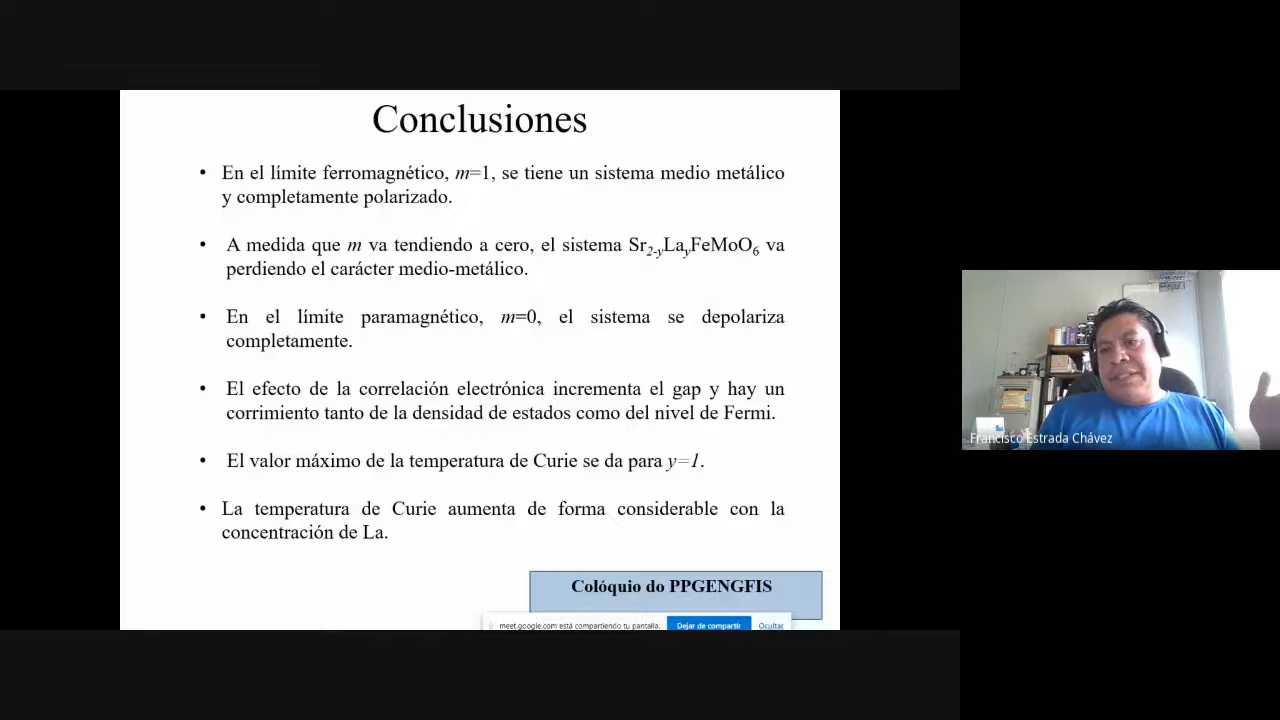 Conclusiones
• En el límite ferromagnético, m=1, se tiene un sistema medio metálico
y completamente polarizado.
• A medida que m va tendiendo a cero, el sistema Sr2-yLayFeMoO6 va
perdiendo el carácter medio-metálico.
• En el límite paramagnético, m=0, el sistema se depolariza
completamente.
• El efecto de la correlación electrónica incrementa el gap y hay un
corrimiento tanto de la densidad de estados como del nivel de Fermi.
• El valor máximo de la temperatura de Curie se da para y=1.
• La temperatura de Curie aumenta de forma considerable con la
concentración de La.
Colóquio do PPGENGFIS
meet.google.com está compartiendo tu pantalla. Dejar de compartir Ocultar
Francisco Estrada Chávez